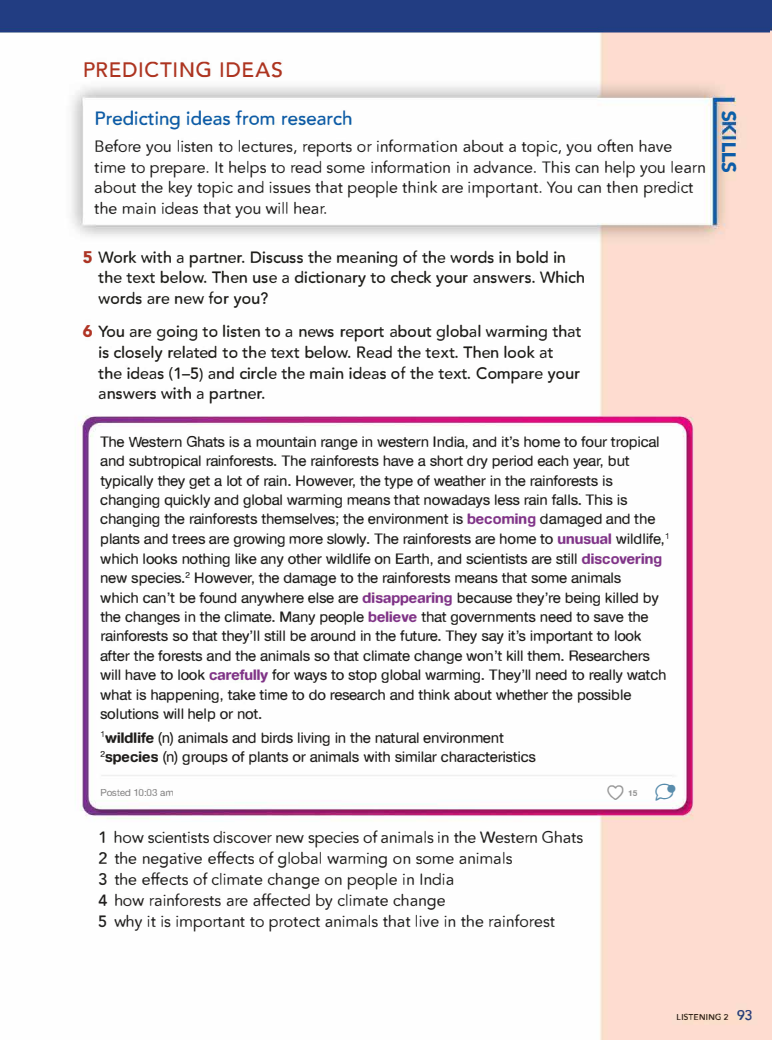 PREDICTING IDEAS
Predicting ideas from research
Before you listen to lectures, reports or information about a topic, you often have
time to prepare. It helps to read some information in advance. This can help you learn
about the key topic and issues that people think are important. You can then predict
the main ideas that you will hear.
SKILLS
5 Work with a partner. Discuss the meaning of the words in bold in
the text below. Then use a dictionary to check your answers. Which
words are new for you?
6 You are going to listen to a news report about global warming that
is closely related to the text below. Read the text. Then look at
the ideas (1–5) and circle the main ideas of the text. Compare your
answers with a partner.
The Western Ghats is a mountain range in western India, and it's home to four tropical
and subtropical rainforests. The rainforests have a short dry period each year, but
typically they get a lot of rain. However, the type of weather in the rainforests is
changing quickly and global warming means that nowadays less rain falls. This is
changing the rainforests themselves; the environment is becoming damaged and the
plants and trees are growing more slowly. The rainforests are home to unusual wildlife,¹
which looks nothing like any other wildlife on Earth, and scientists are still discovering
new species.² However, the damage to the rainforests means that some animals
which can't be found anywhere else are disappearing because they're being killed by
the changes in the climate. Many people believe that governments need to save the
rainforests so that they'll still be around in the future. They say it's important to look
after the forests and the animals so that climate change won't kill them. Researchers
will have to look carefully for ways to stop global warming. They'll need to really watch
what is happening, take time to do research and think about whether the possible
solutions will help or not.
¹wildlife (n) animals and birds living in the natural environment
²species (n) groups of plants or animals with similar characteristics
Posted 10:03 am
15
1 how scientists discover new species of animals in the Western Ghats
2 the negative effects of global warming on some animals
3 the effects of climate change on people in India
4 how rainforests are affected by climate change
5 why it is important to protect animals that live in the rainforest
LISTENING 2 93